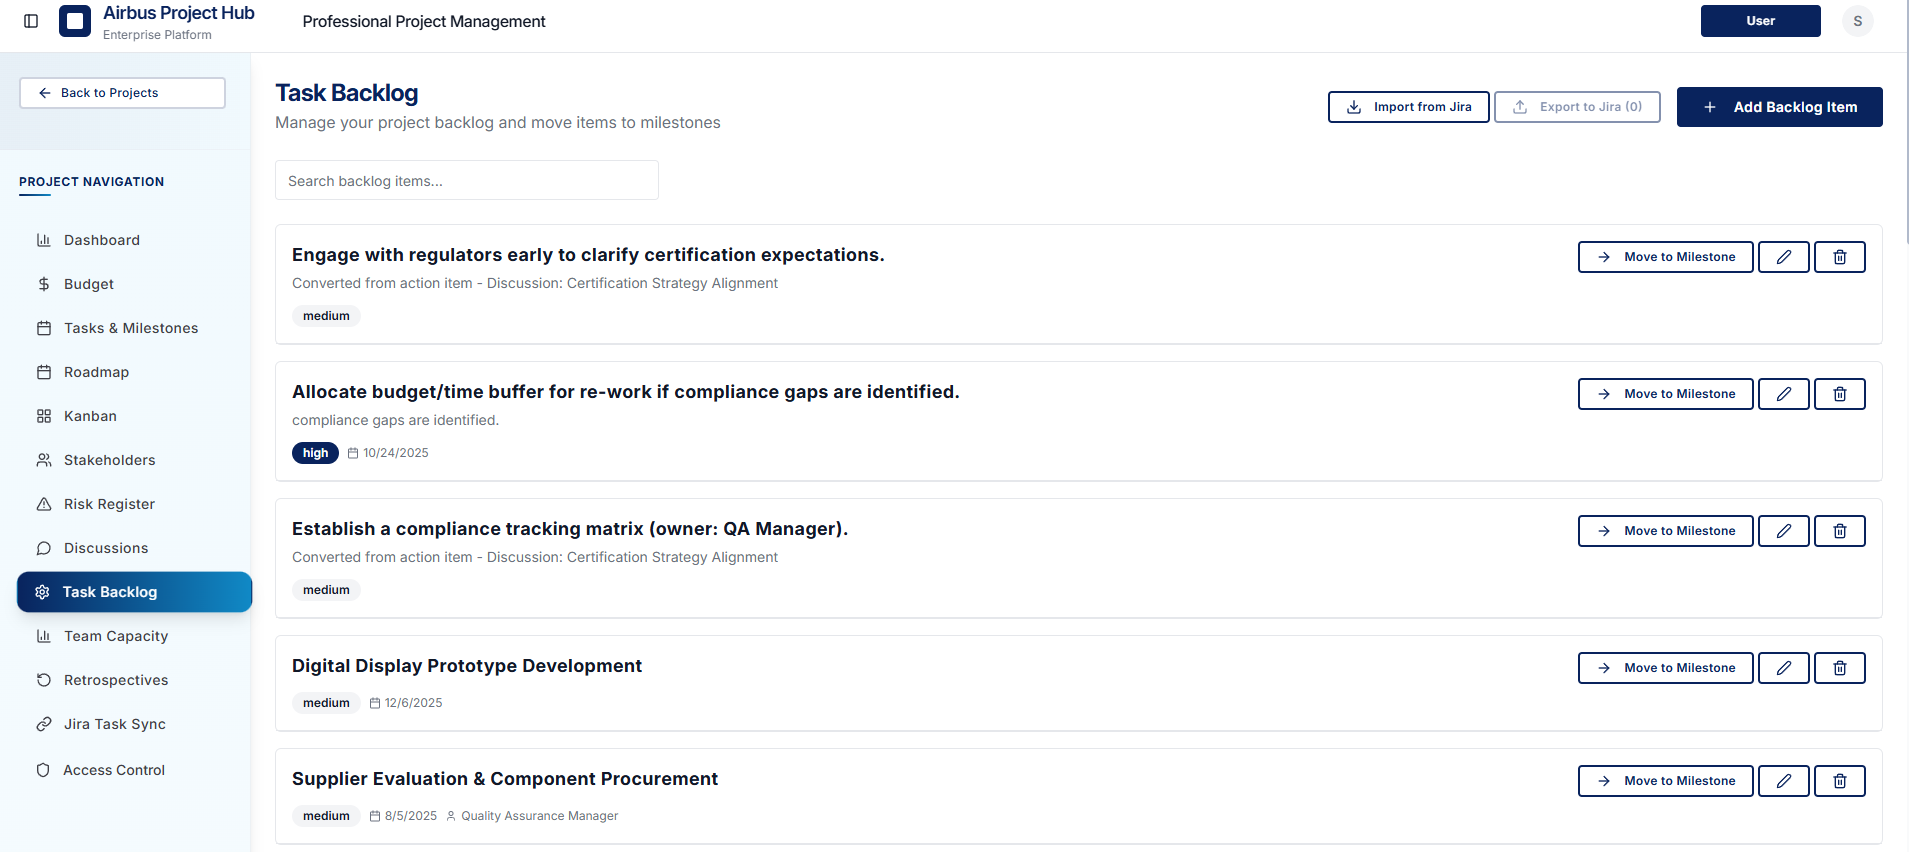 Airbus Project Hub
Enterprise Platform
Professional Project Management
User
S
Back to Projects
PROJECT NAVIGATION
Dashboard
Budget
Tasks & Milestones
Roadmap
Kanban
Stakeholders
Risk Register
Discussions
Task Backlog
Team Capacity
Retrospectives
Jira Task Sync
Access Control
Task Backlog
Manage your project backlog and move items to milestones
Import from Jira
Export to Jira (0)
Add Backlog Item
Search backlog items...
Engage with regulators early to clarify certification expectations.
Converted from action item - Discussion: Certification Strategy Alignment
medium
Move to Milestone
Allocate budget/time buffer for re-work if compliance gaps are identified.
compliance gaps are identified.
high 10/24/2025
Move to Milestone
Establish a compliance tracking matrix (owner: QA Manager).
Converted from action item - Discussion: Certification Strategy Alignment
medium
Move to Milestone
Digital Display Prototype Development
medium 12/6/2025
Move to Milestone
Supplier Evaluation & Component Procurement
medium 8/5/2025 Quality Assurance Manager
Move to Milestone